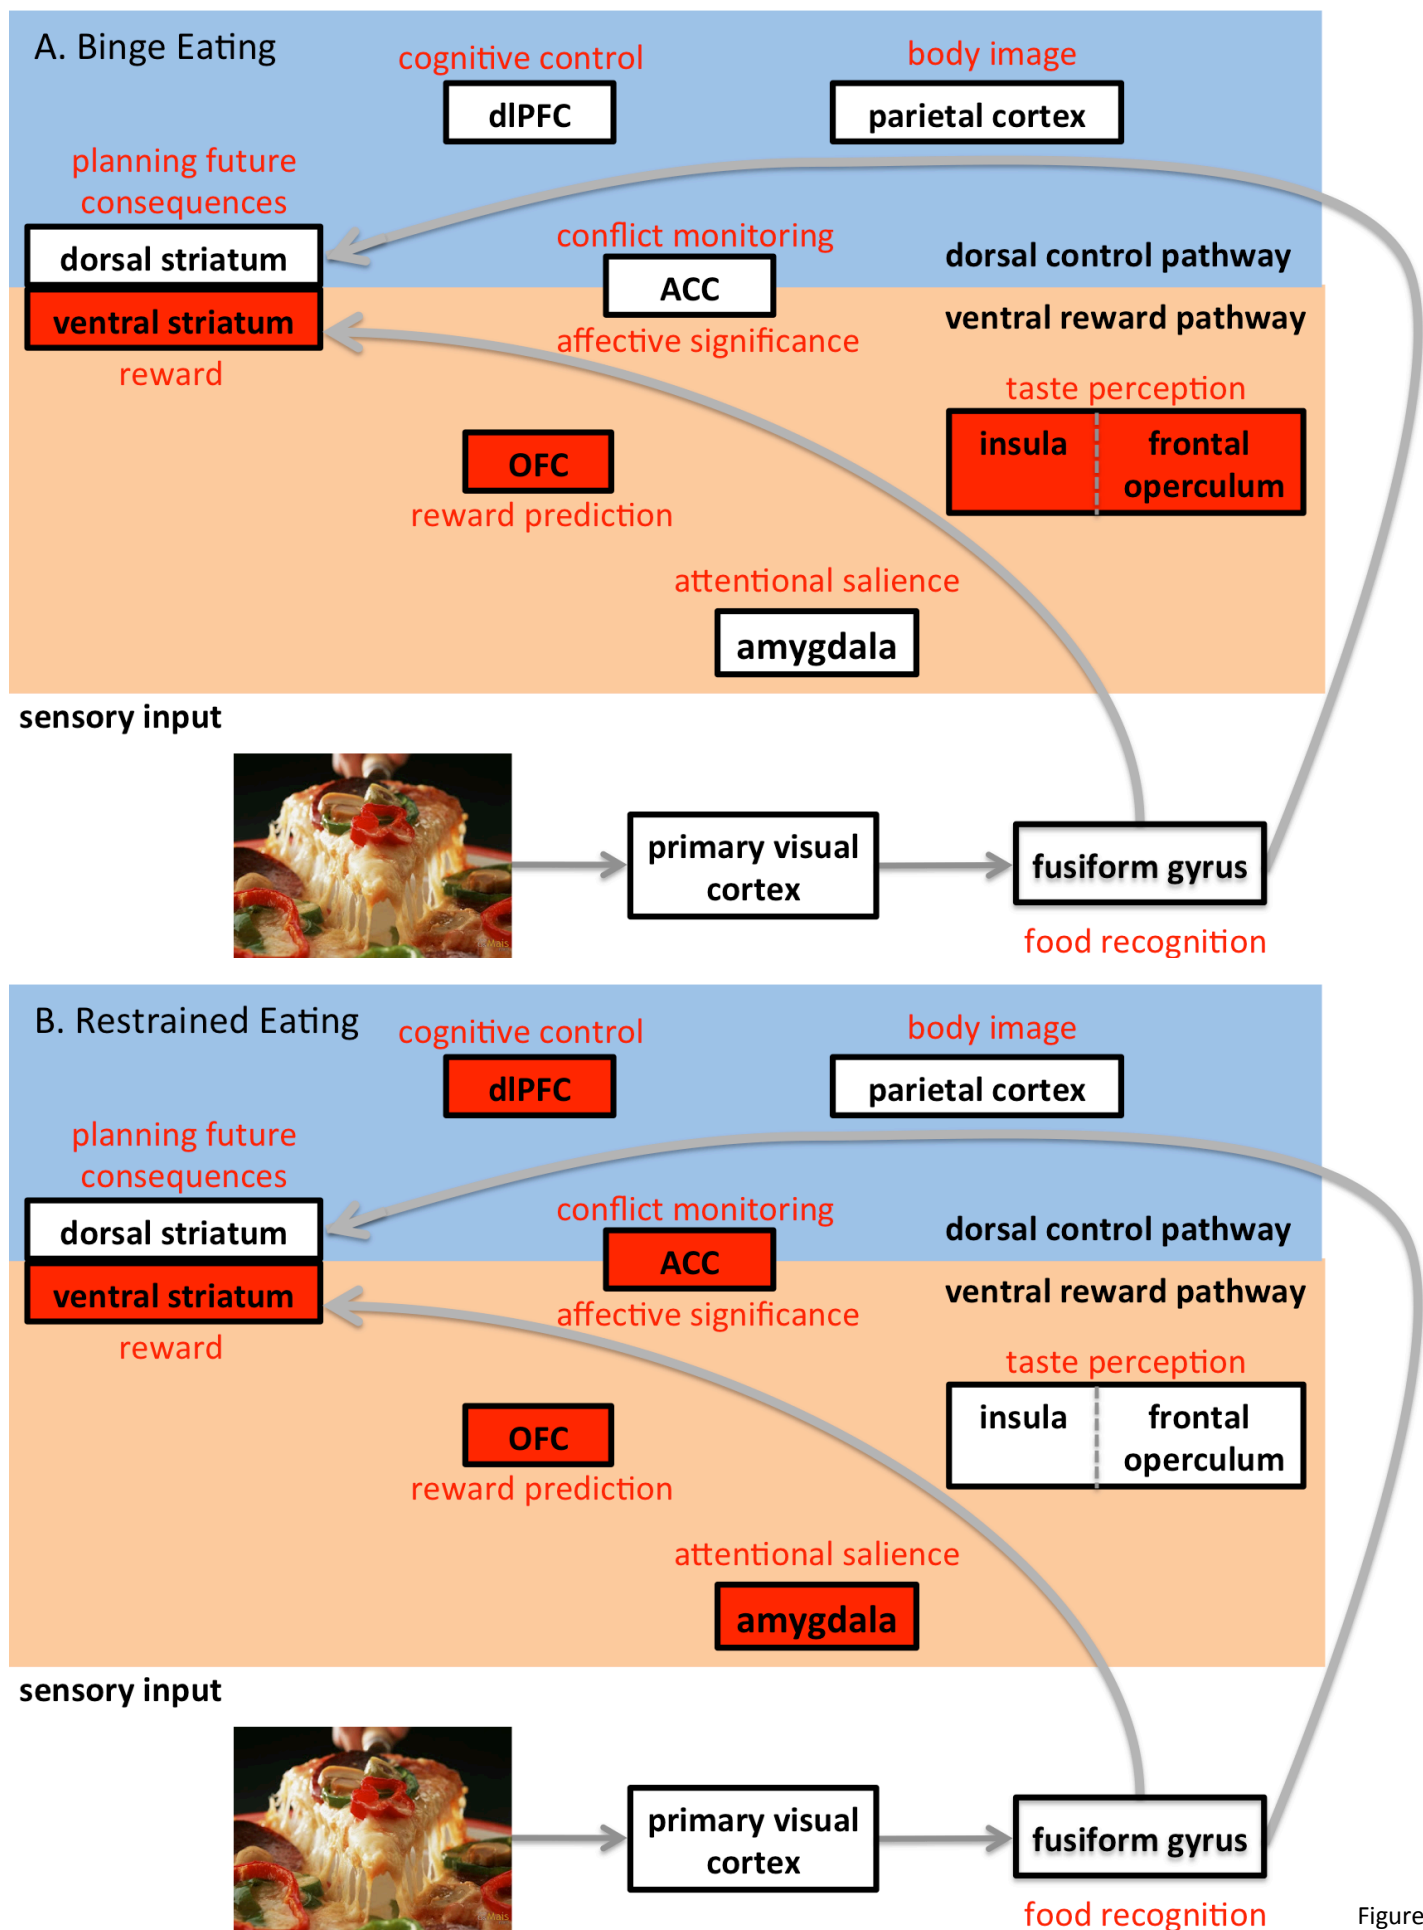 A. Binge Eating
cognitive control
dlPFC
body image
parietal cortex
planning future
consequences
dorsal striatum
ventral striatum
reward
conflict monitoring
ACC
affective significance
dorsal control pathway
ventral reward pathway
taste perception
insula
frontal
operculum
OFC
reward prediction
attentional salience
amygdala
sensory input
primary visual
cortex
fusiform gyrus
food recognition
B. Restrained Eating
cognitive control
dlPFC
body image
parietal cortex
planning future
consequences
dorsal striatum
ventral striatum
reward
conflict monitoring
ACC
affective significance
dorsal control pathway
ventral reward pathway
taste perception
insula
frontal
operculum
OFC
reward prediction
attentional salience
amygdala
sensory input
primary visual
cortex
fusiform gyrus
food recognition
Figure